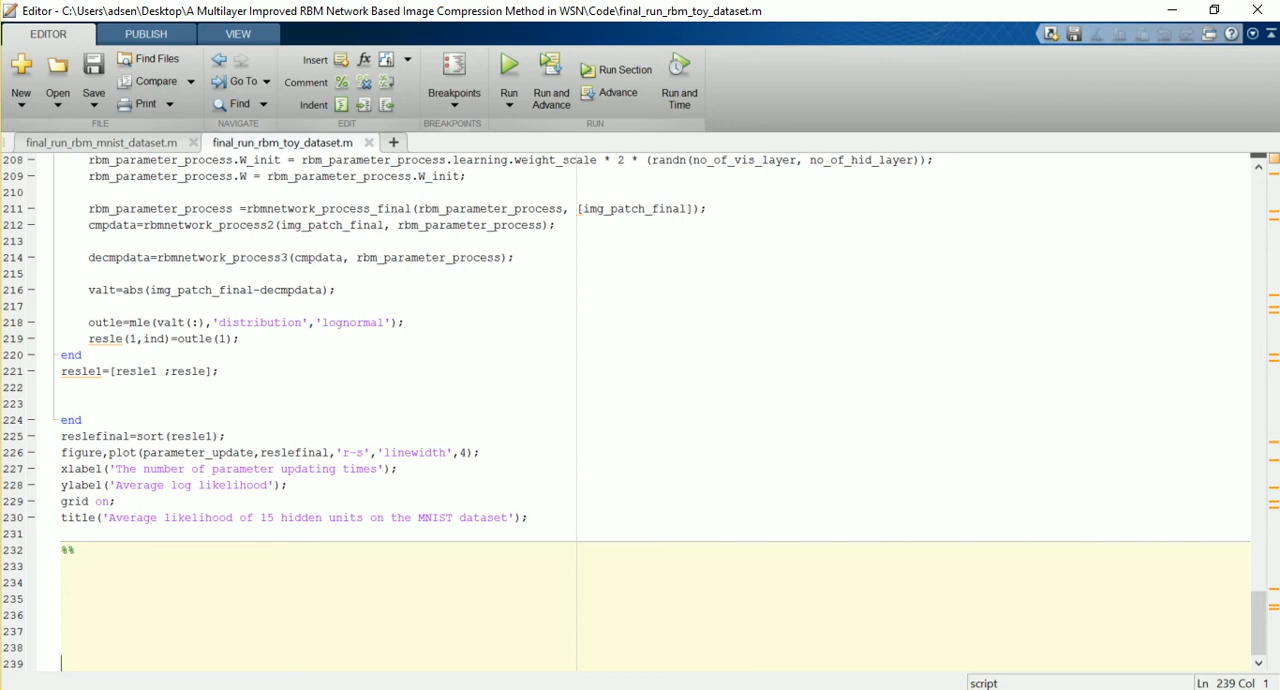 Editor - C:\Users\adsen\Desktop\A Multilayer Improved RBM Network Based Image Compression Method in WSN\Code\final_run_rbm_toy_dataset.m
EDITOR PUBLISH VIEW
New Open Save Find Files Compare Print
Insert fx Comment Indent
Go To Find
Breakpoints
Run Run and Advance Run Section Advance Run and Time
FILE NAVIGATE EDIT BREAKPOINTS RUN
final_run_rbm_mnist_dataset.m final_run_rbm_toy_dataset.m
208 rbm_parameter_process.W_init = rbm_parameter_process.learning.weight_scale * 2 * (randn(no_of_vis_layer, no_of_hid_layer));
209 rbm_parameter_process.W = rbm_parameter_process.W_init;
210
211 rbm_parameter_process =rbmnetwork_process_final(rbm_parameter_process, [img_patch_final]);
212 cmpdata=rbmnetwork_process2(img_patch_final, rbm_parameter_process);
213
214 decmpdata=rbmnetwork_process3(cmpdata, rbm_parameter_process);
215
216 valt=abs(img_patch_final-decmpdata);
217
218 outle=mle(valt(:),'distribution','lognormal');
219 resle(1,ind)=outle(1);
220 end
221 resle1=[resle1 ;resle];
222
223
224 end
225 reslefinal=sort(resle1);
226 figure,plot(parameter_update,reslefinal,'r-s','linewidth',4);
227 xlabel('The number of parameter updating times');
228 ylabel('Average log likelihood');
229 grid on;
230 title('Average likelihood of 15 hidden units on the MNIST dataset');
231
232 %%
233
234
235
236
237
238
239
script Ln 239 Col 1